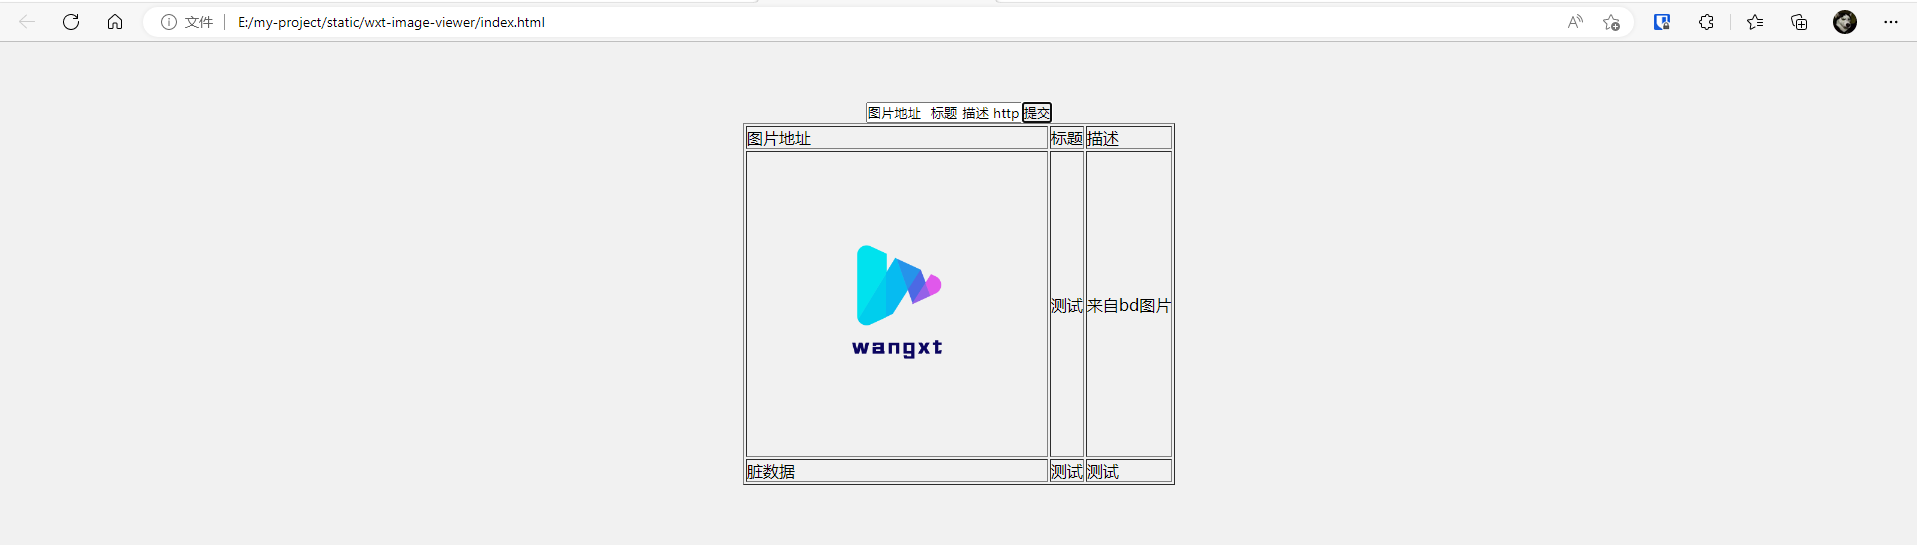 文件 E:/my-project/static/wxt-image-viewer/index.html
图片地址 标题 描述 http 提交
图片地址 标题 描述
wangxt 测试 来自bd图片
脏数据 测试 测试